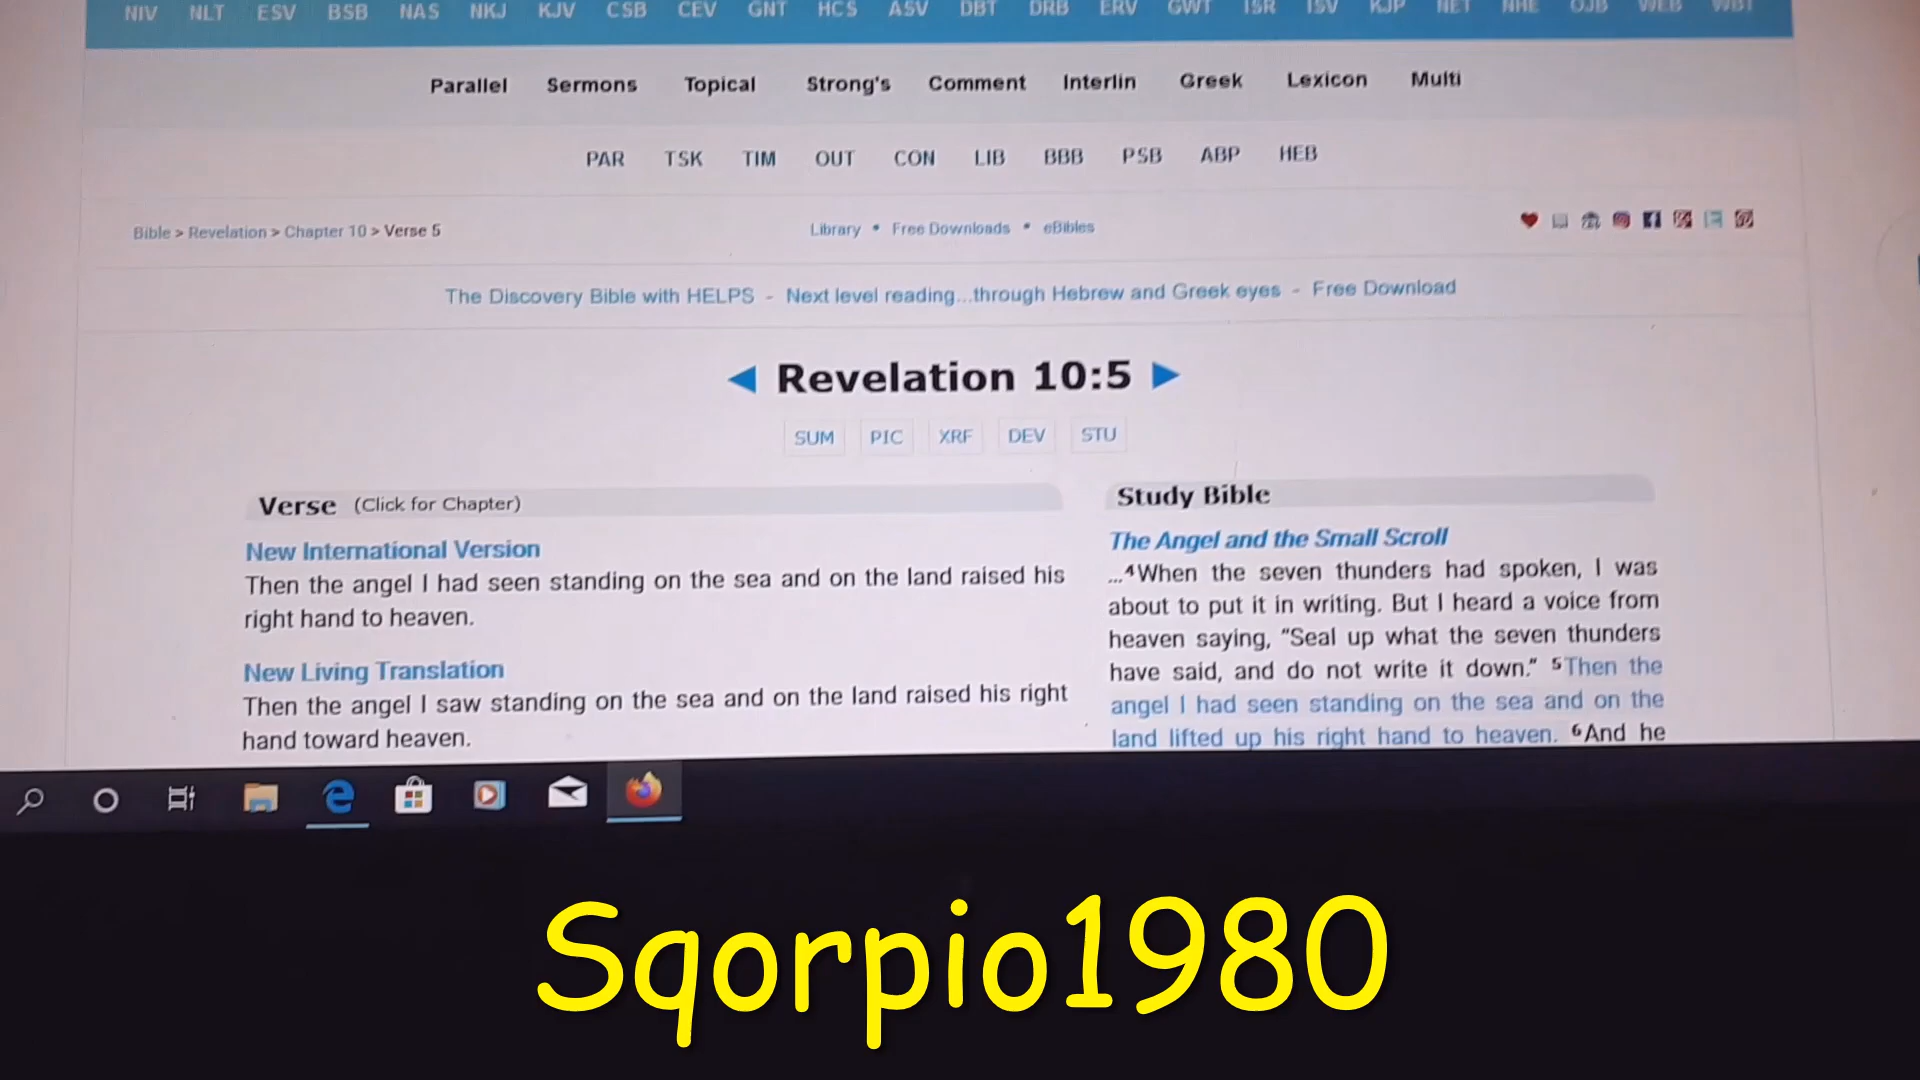 NIV NLT ESV BSB NAS NKJ KJV CSB CEV GNT HCS ASV DBT DRB ERV GWT ISR ISV KJP NET NHE OJB WEB WBT
Parallel Sermons Topical Strong's Comment Interlin Greek Lexicon Multi
PAR TSK TIM OUT CON LIB BBB PSB ABP HEB
Bible > Revelation > Chapter 10 > Verse 5
Library • Free Downloads • eBibles
The Discovery Bible with HELPS - Next level reading...through Hebrew and Greek eyes - Free Download
◄ Revelation 10:5 ►
SUM PIC XRF DEV STU
Verse (Click for Chapter)
New International Version
Then the angel I had seen standing on the sea and on the land raised his
right hand to heaven.
New Living Translation
Then the angel I saw standing on the sea and on the land raised his right
hand toward heaven.
Study Bible
The Angel and the Small Scroll
...4When the seven thunders had spoken, I was
about to put it in writing. But I heard a voice from
heaven saying, “Seal up what the seven thunders
have said, and do not write it down.” 5Then the
angel I had seen standing on the sea and on the
land lifted up his right hand to heaven. 6And he
Sqorpio1980